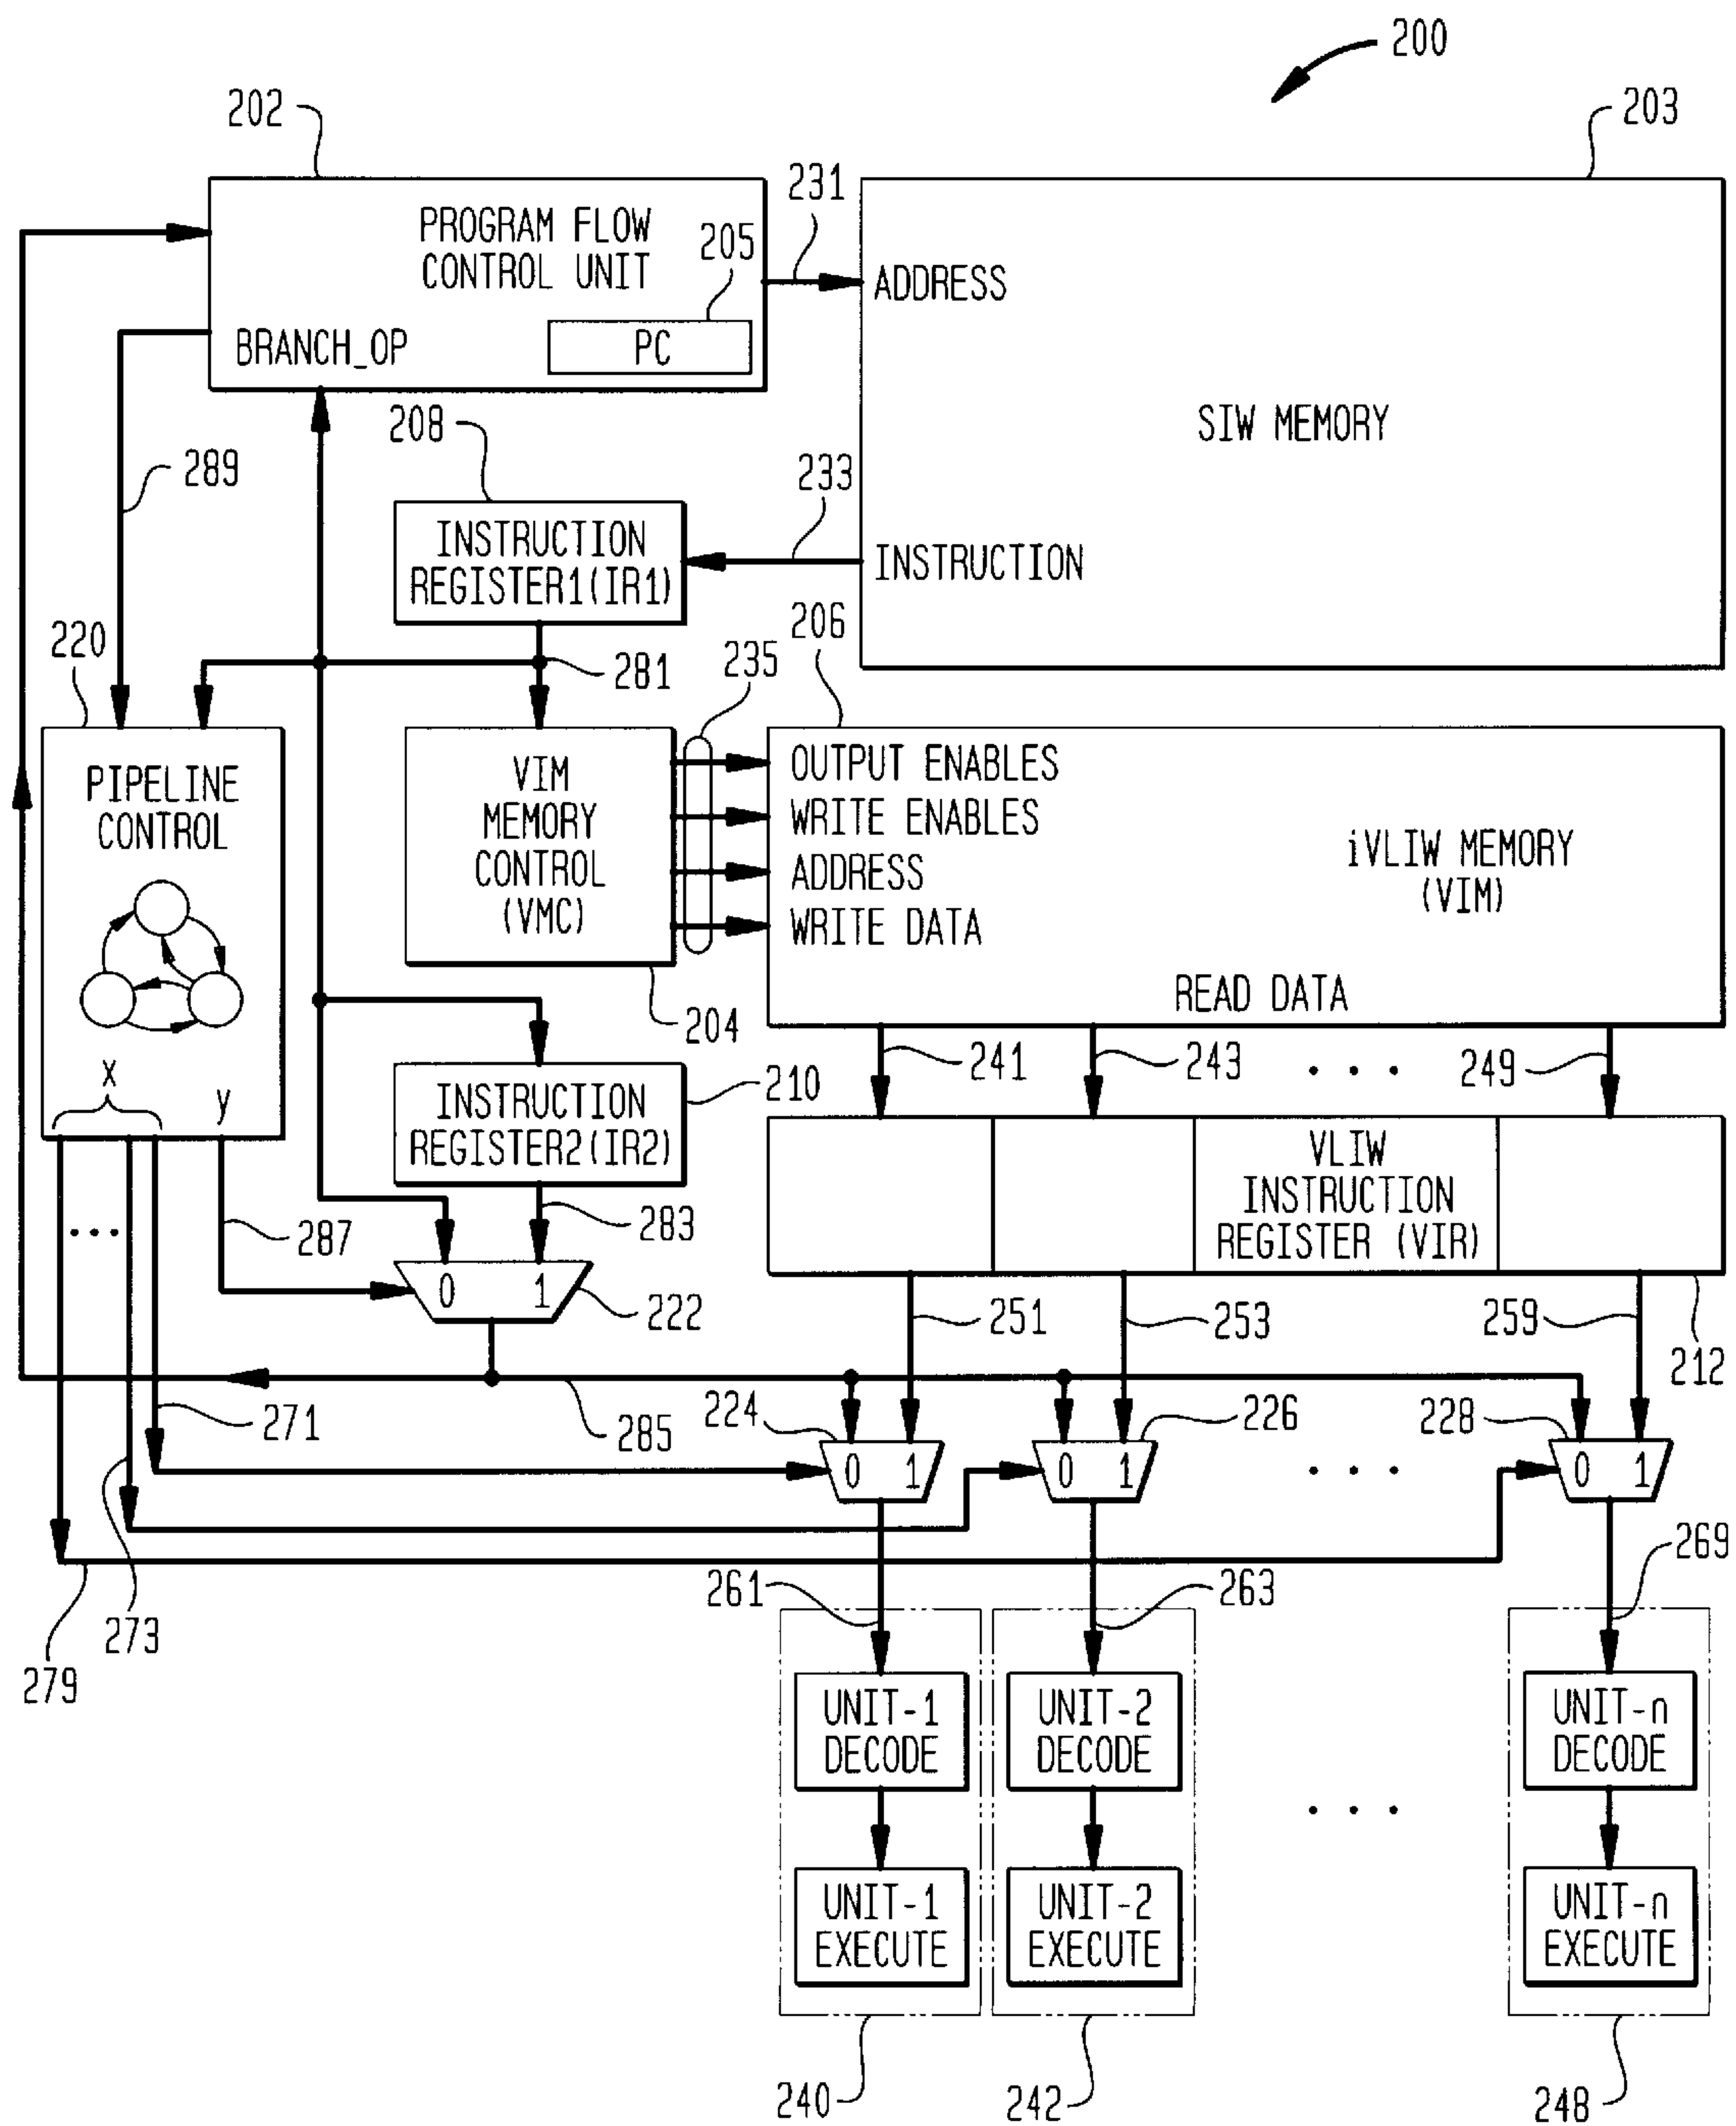 200
202
203
231
PROGRAM FLOW
CONTROL UNIT
205
ADDRESS
BRANCH_OP
PC
208
SIW MEMORY
289
233
INSTRUCTION
REGISTER1(IR1)
INSTRUCTION
220
206
281
235
PIPELINE
CONTROL
VIM
MEMORY
CONTROL
(VMC)
OUTPUT ENABLES
WRITE ENABLES
ADDRESS
WRITE DATA
iVLIW MEMORY
(VIM)
READ DATA
204
241
243
...
249
x
y
210
INSTRUCTION
REGISTER2(IR2)
VLIW
INSTRUCTION
REGISTER (VIR)
...
287
283
0 1
222
251
253
259
212
271
285
224
226
228
0 1
0 1
...
0 1
273
279
261
263
269
UNIT-1
DECODE
UNIT-2
DECODE
UNIT-n
DECODE
...
UNIT-1
EXECUTE
UNIT-2
EXECUTE
UNIT-n
EXECUTE
240
242
248